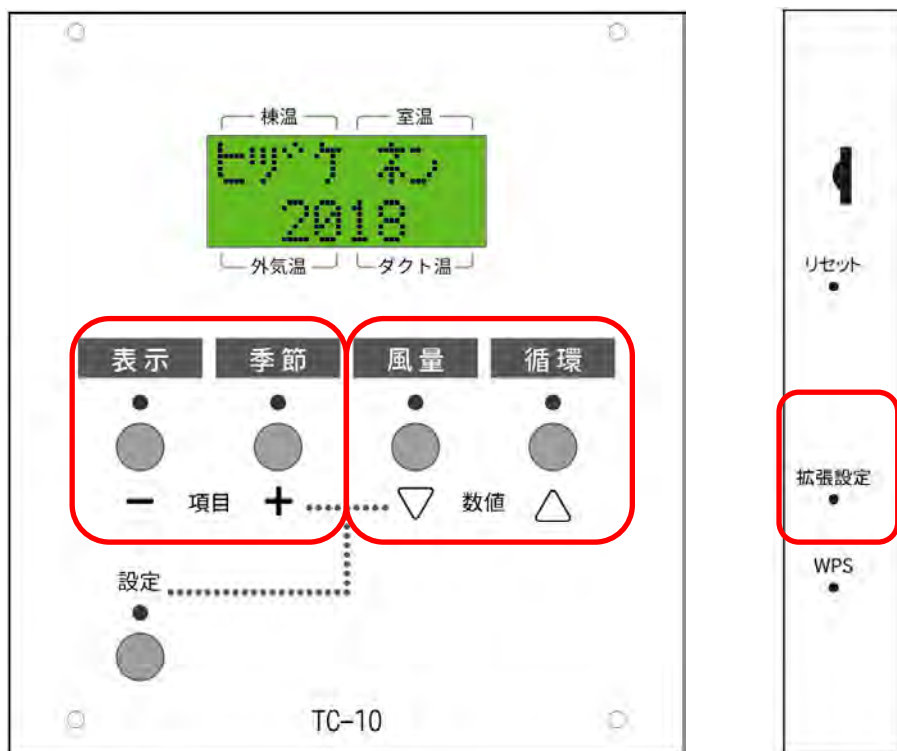 棟温 室温
ヒヅケ ネン
2018
外気温 ダクト温
表示 季節 風量 循環
− 項目 + ▽ 数値 △
設定
TC-10
リセット
拡張設定
WPS